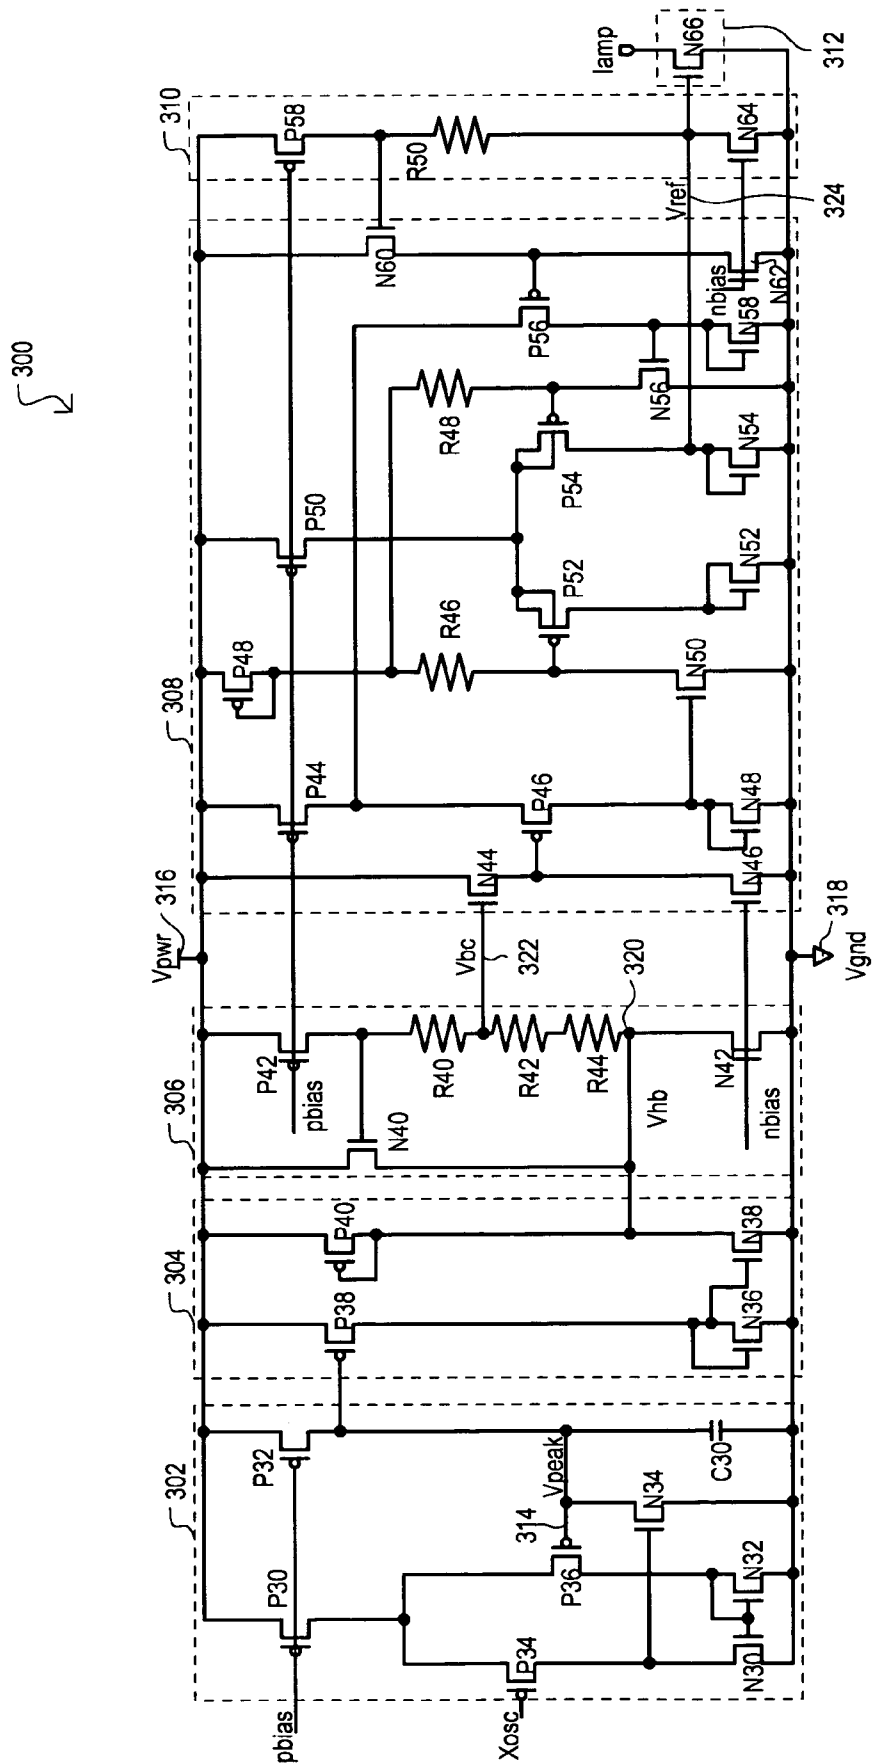 300
302
304
306
308
310
Vpwr
316
lamp
P30
P32
P38
P40
P42
P44
P48
P50
P58
N66
312
pbias
pbias
N40
R40
Vbc
322
N44
P46
R46
R48
P56
N60
R50
Xosc
P34
P36
314
Vpeak
R42
R44
320
Vhb
P52
P54
N34
N50
N56
Vref
324
N30
N32
C30
N36
N38
N42
nbias
N46
N48
N52
N54
N58
nbias
N62
N64
Vgnd
318